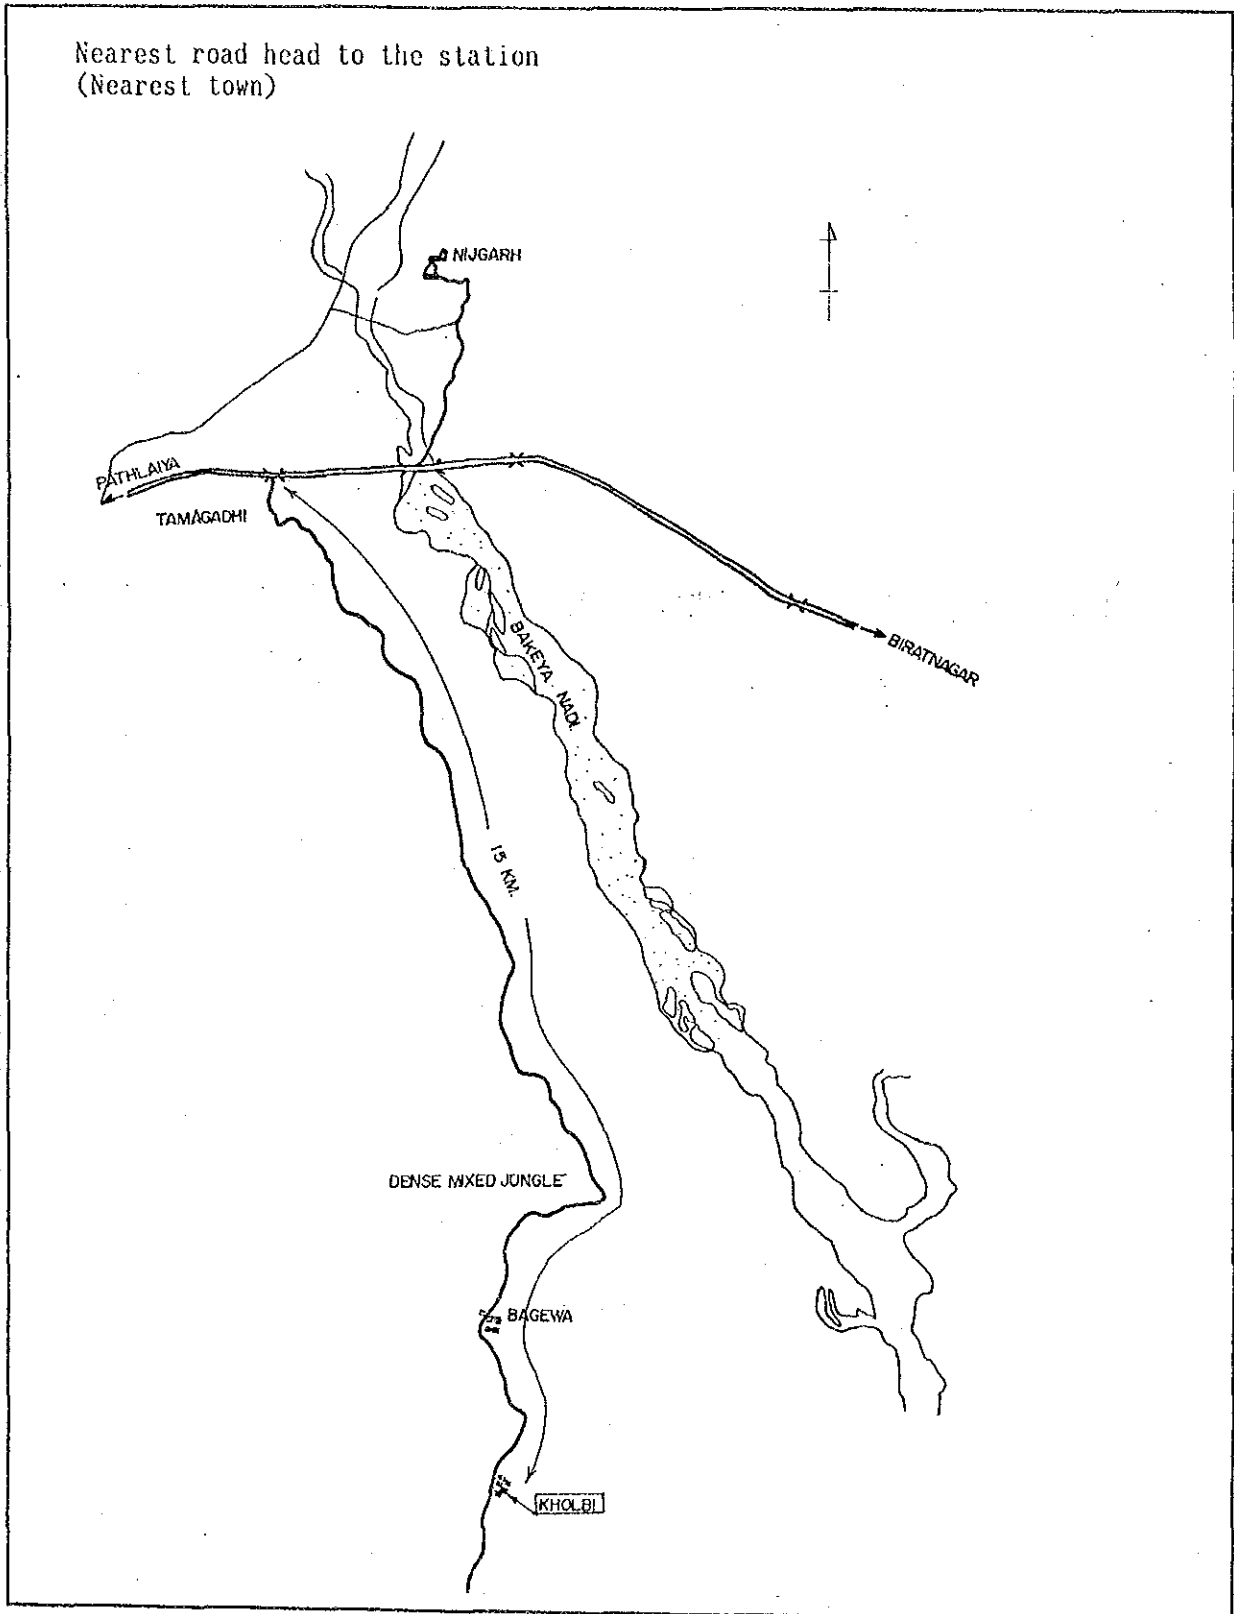 Nearest road head to the station
(Nearest town)
NIJGARH
PATHLAIYA
TAMAGADHI
BIRATNAGAR
BAKEYA NADI
15 KM.
DENSE MIXED JUNGLE
BAGEWA
KHOLBI